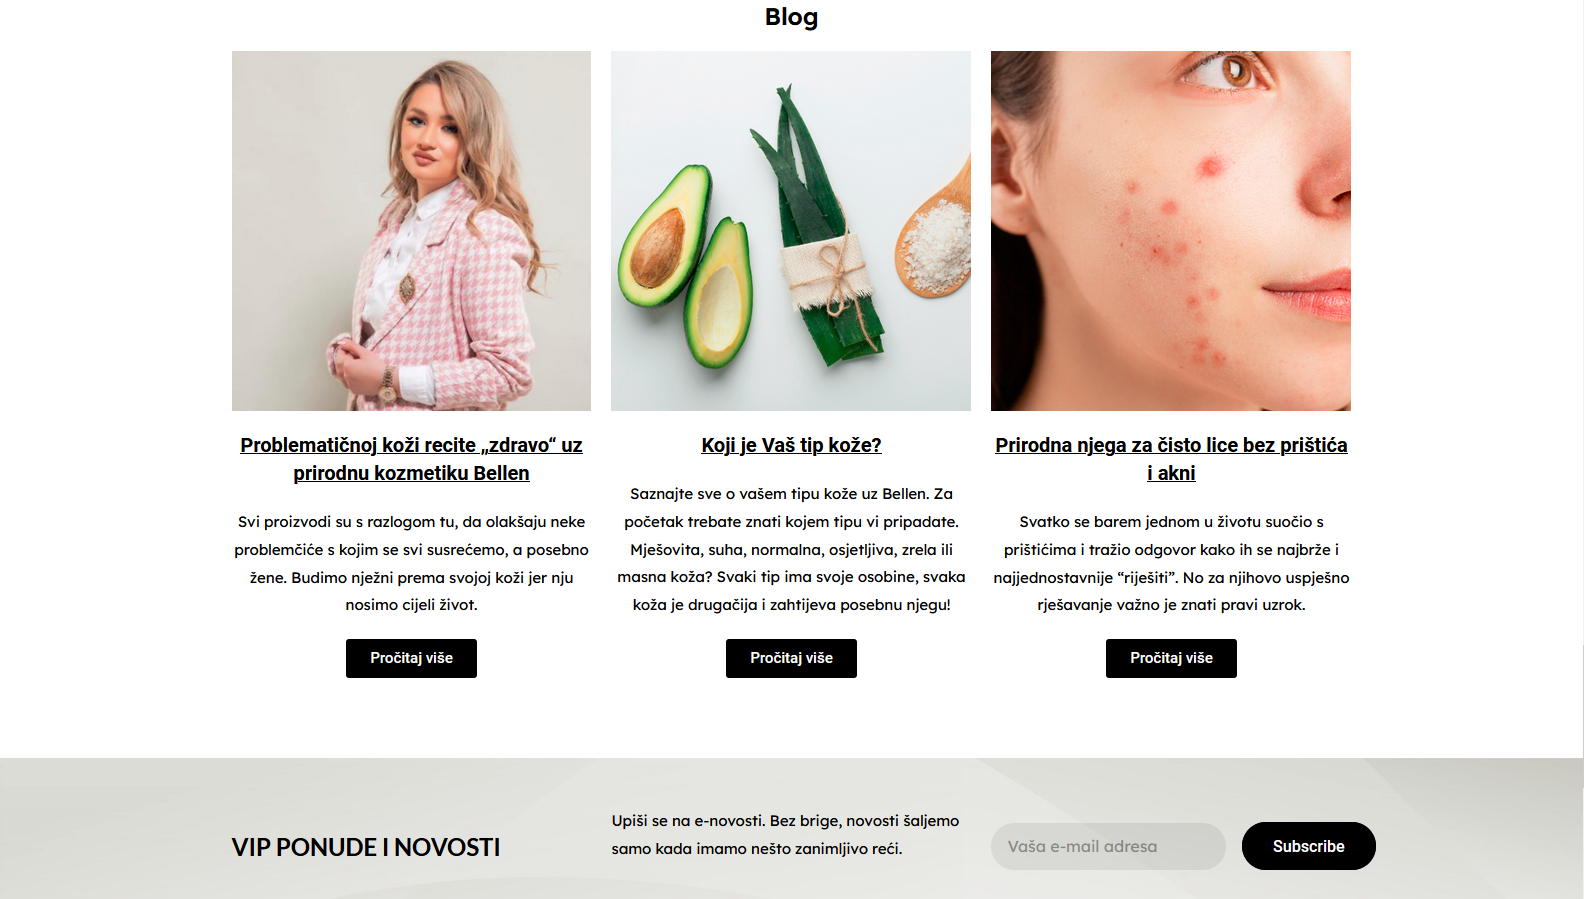 Blog
Problematičnoj koži recite „zdravo“ uz
prirodnu kozmetiku Bellen
Svi proizvodi su s razlogom tu, da olakšaju neke
problemčiće s kojim se svi susrećemo, a posebno
žene. Budimo nježni prema svojoj koži jer nju
nosimo cijeli život.
Pročitaj više
Koji je Vaš tip kože?
Saznajte sve o vašem tipu kože uz Bellen. Za
početak trebate znati kojem tipu vi pripadate.
Mješovita, suha, normalna, osjetljiva, zrela ili
masna koža? Svaki tip ima svoje osobine, svaka
koža je drugačija i zahtijeva posebnu njegu!
Pročitaj više
Prirodna njega za čisto lice bez prištića
i akni
Svatko se barem jednom u životu suočio s
prištićima i tražio odgovor kako ih se najbrže i
najjednostavnije “riješiti”. No za njihovo uspješno
rješavanje važno je znati pravi uzrok.
Pročitaj više
VIP PONUDE I NOVOSTI
Upiši se na e-novosti. Bez brige, novosti šaljemo
samo kada imamo nešto zanimljivo reći.
Vaša e-mail adresa
Subscribe